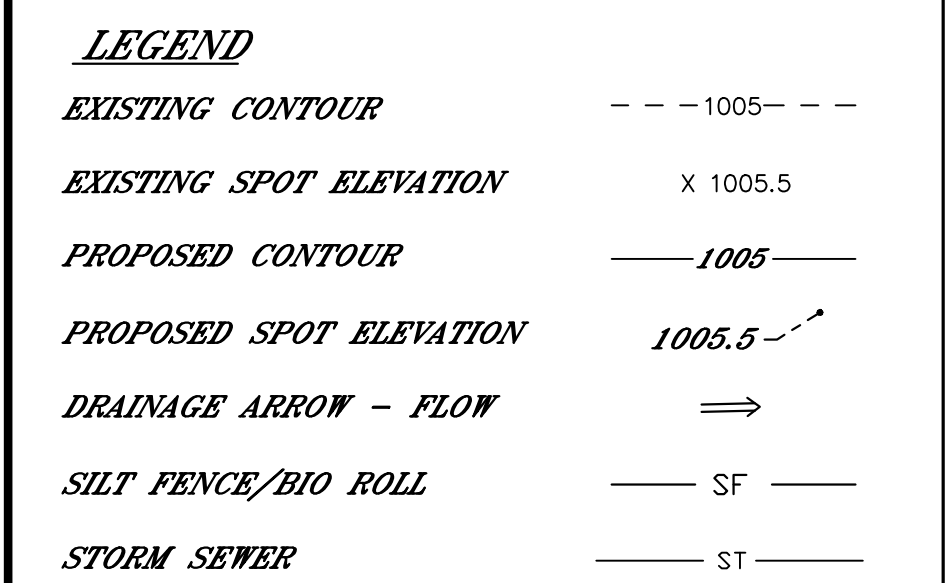 LEGEND
EXISTING CONTOUR 1005
EXISTING SPOT ELEVATION X 1005.5
PROPOSED CONTOUR 1005
PROPOSED SPOT ELEVATION 1005.5
DRAINAGE ARROW - FLOW
SILT FENCE/BIO ROLL SF
STORM SEWER ST